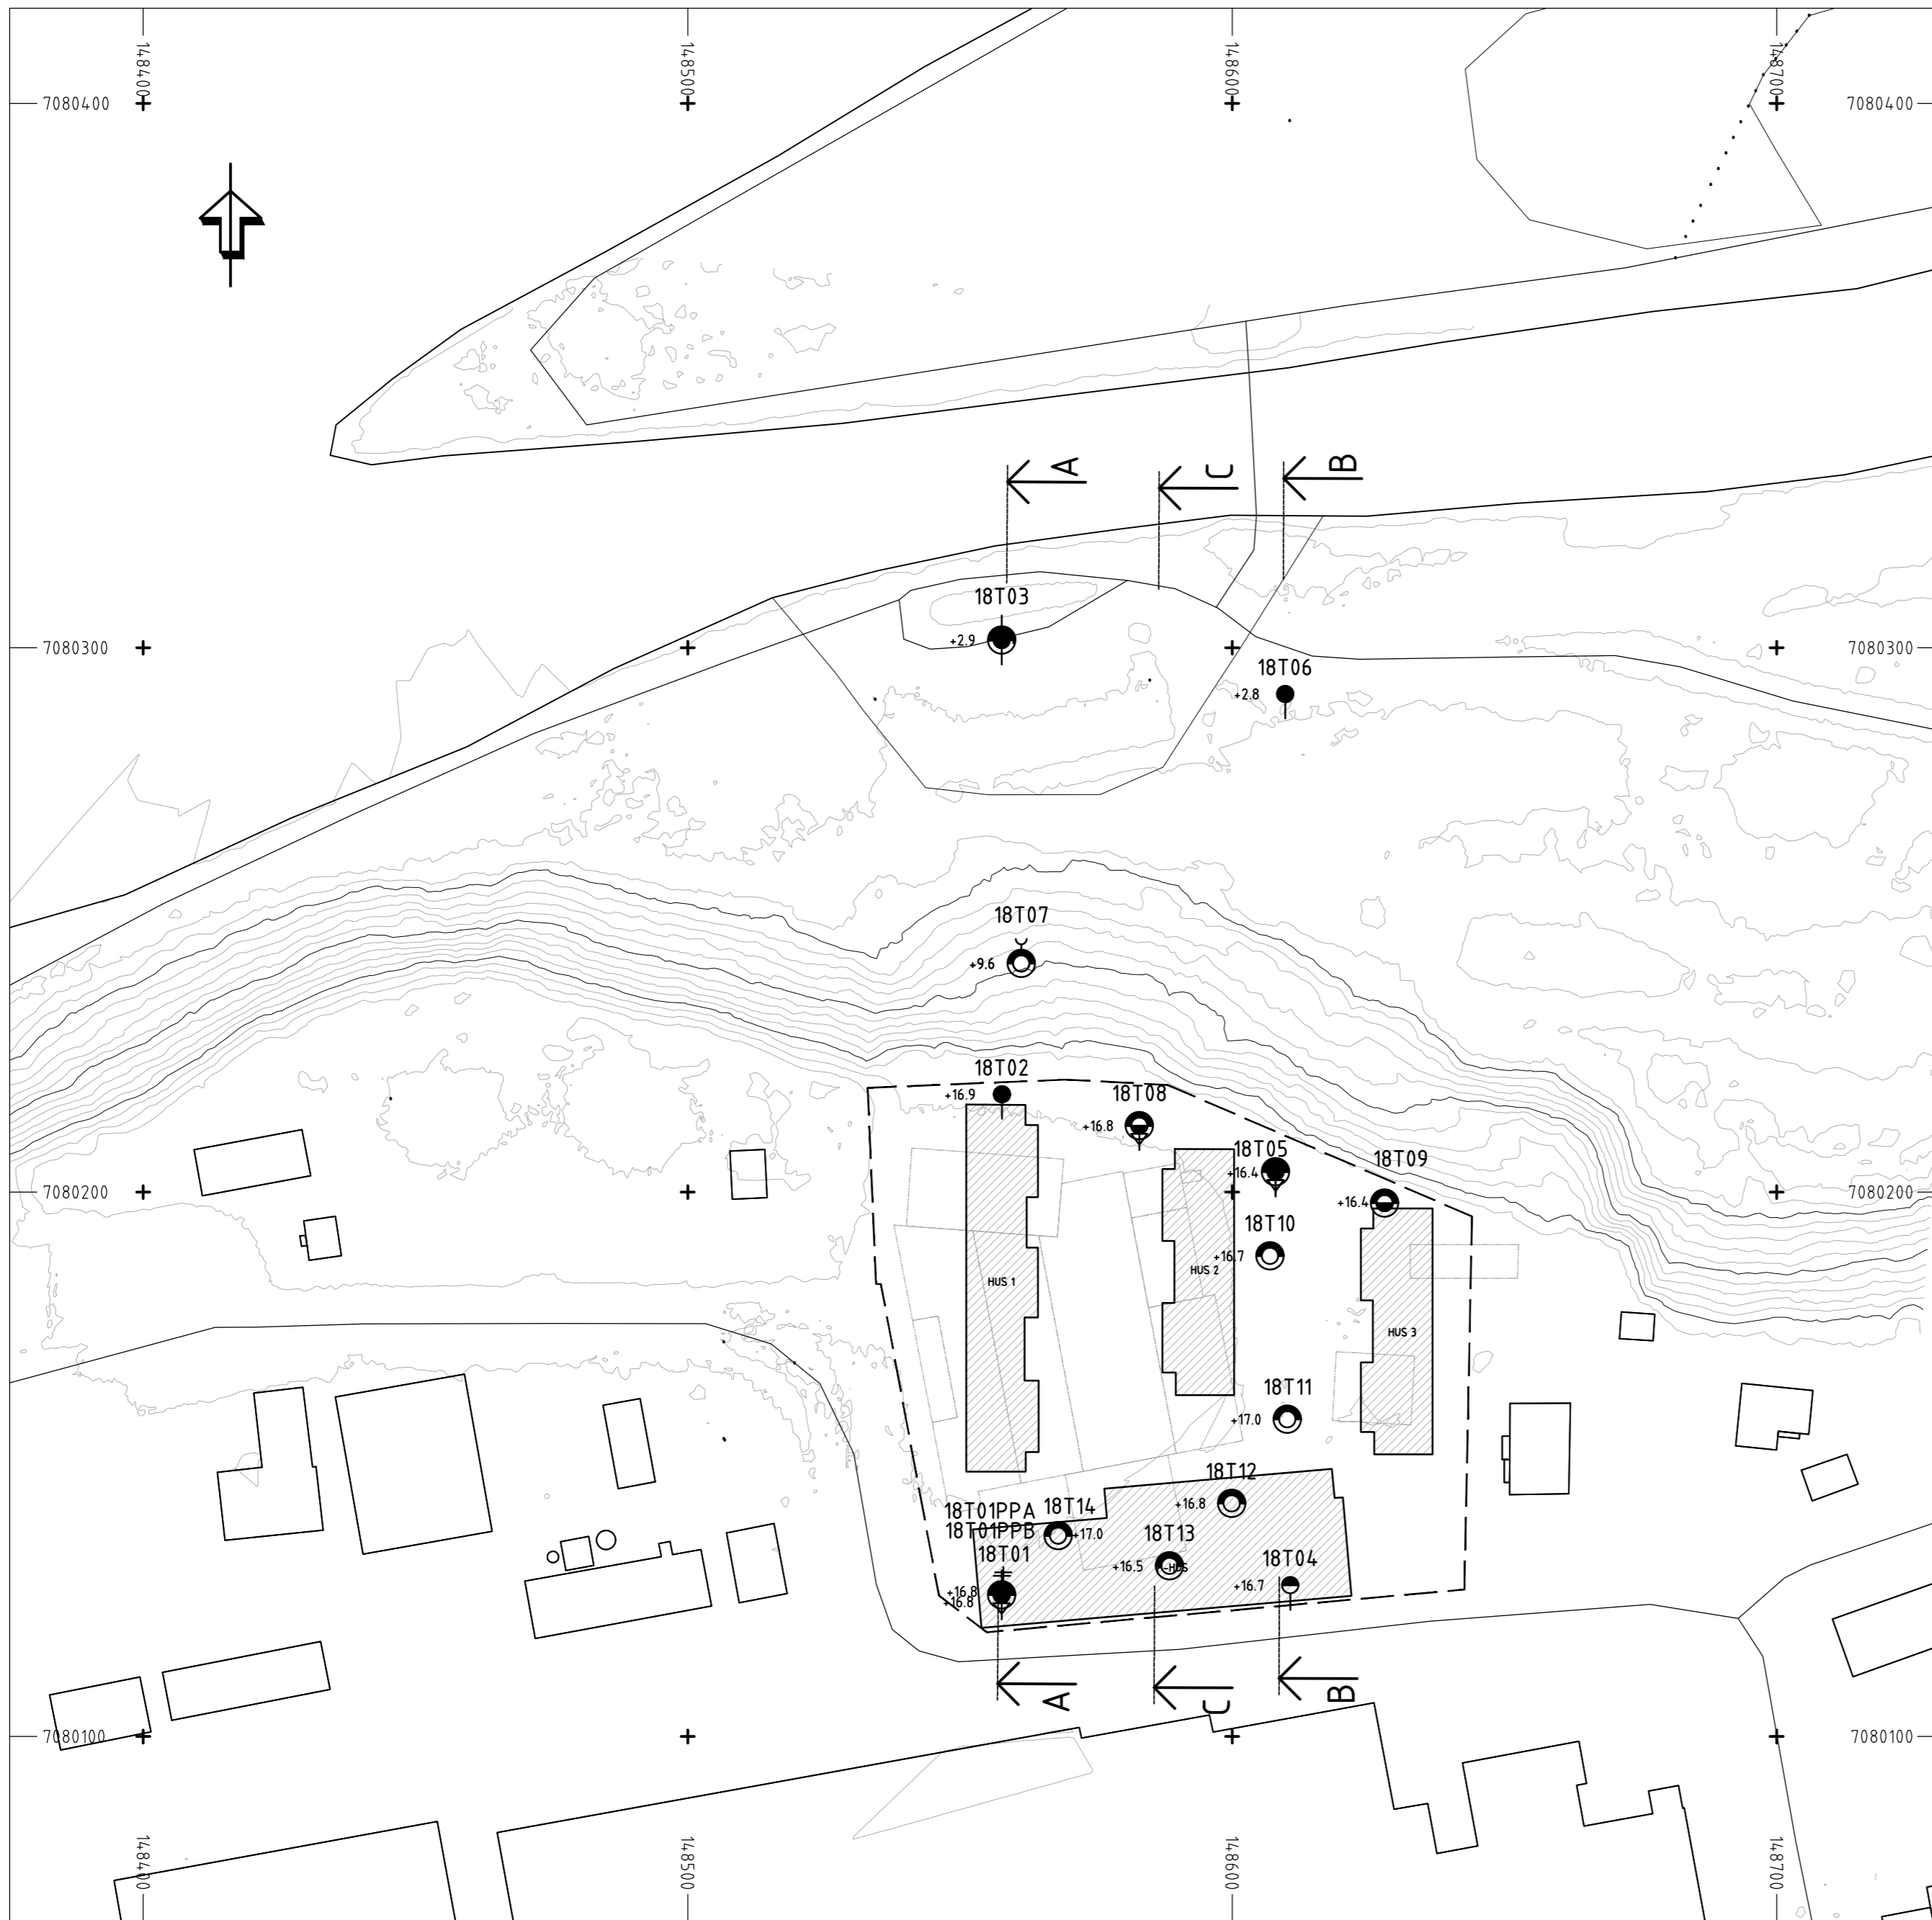 148400
148500
148600
148700
7080400
7080400
A
C
B
18T03
+2.9
7080300
7080300
18T06
+2.8
18T07
+9.6
18T02
+16.9
18T08
+16.8
18T05
+16.4
18T09
+16.4
7080200
7080200
18T10
+16.7
HUS 1
HUS 2
HUS 3
18T11
+17.0
18T12
+16.8
18T01PPA
18T14
+17.0
18T01PPB
18T01
+16.8
+16.8
18T13
+16.5
-HUS
18T04
+16.7
A
C
B
7080100
7080100
148400
148500
148600
148700